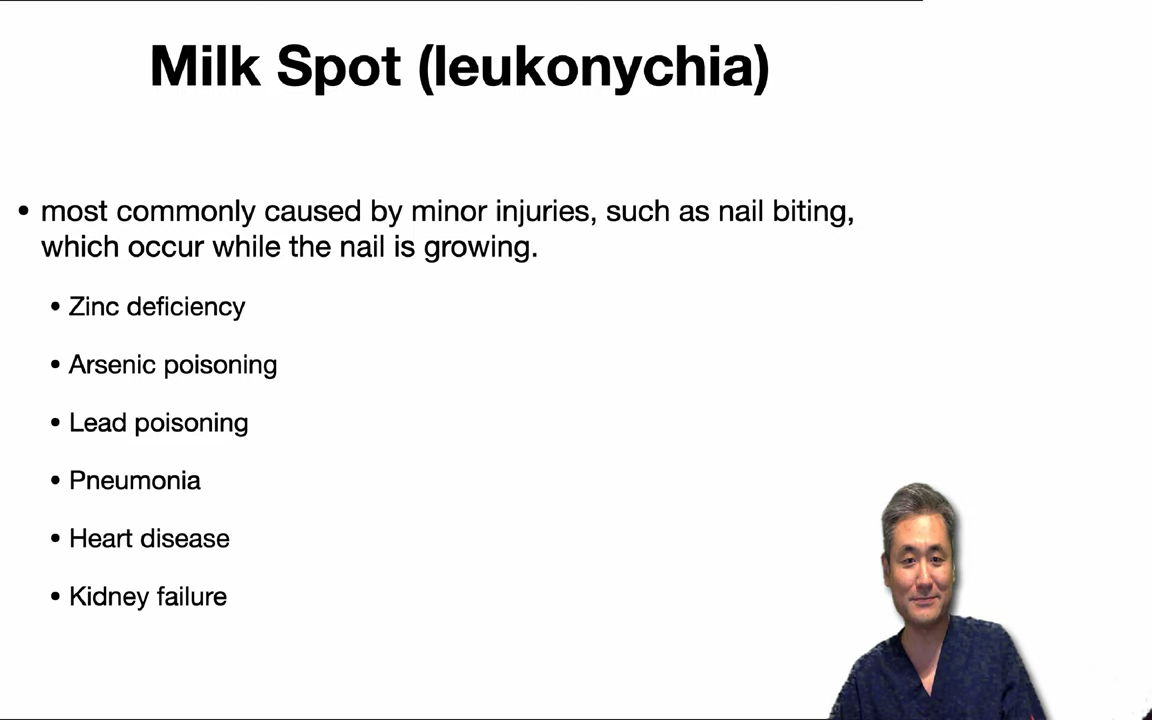 Milk Spot (leukonychia)
• most commonly caused by minor injuries, such as nail biting,
which occur while the nail is growing.
• Zinc deficiency
• Arsenic poisoning
• Lead poisoning
• Pneumonia
• Heart disease
• Kidney failure